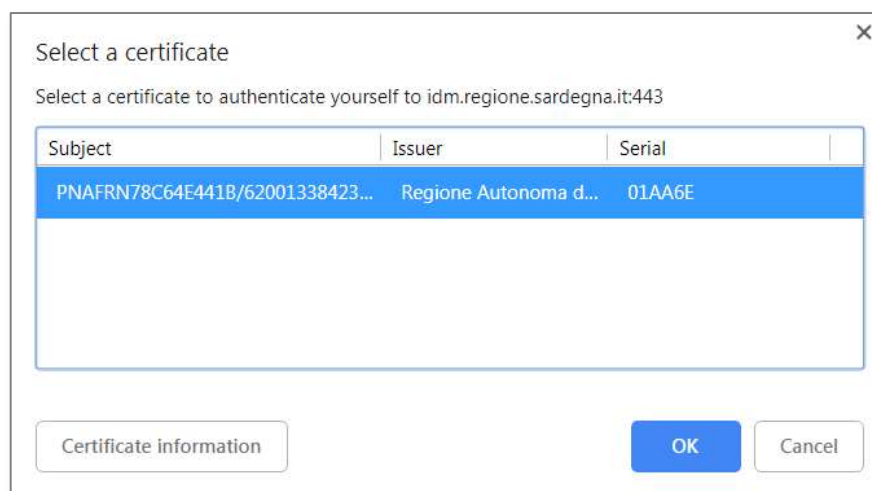 Select a certificate
Select a certificate to authenticate yourself to idm.regione.sardegna.it:443
Subject Issuer Serial
PNAFRN78C64E441B/62001338423... Regione Autonoma d... 01AA6E
Certificate information OK Cancel